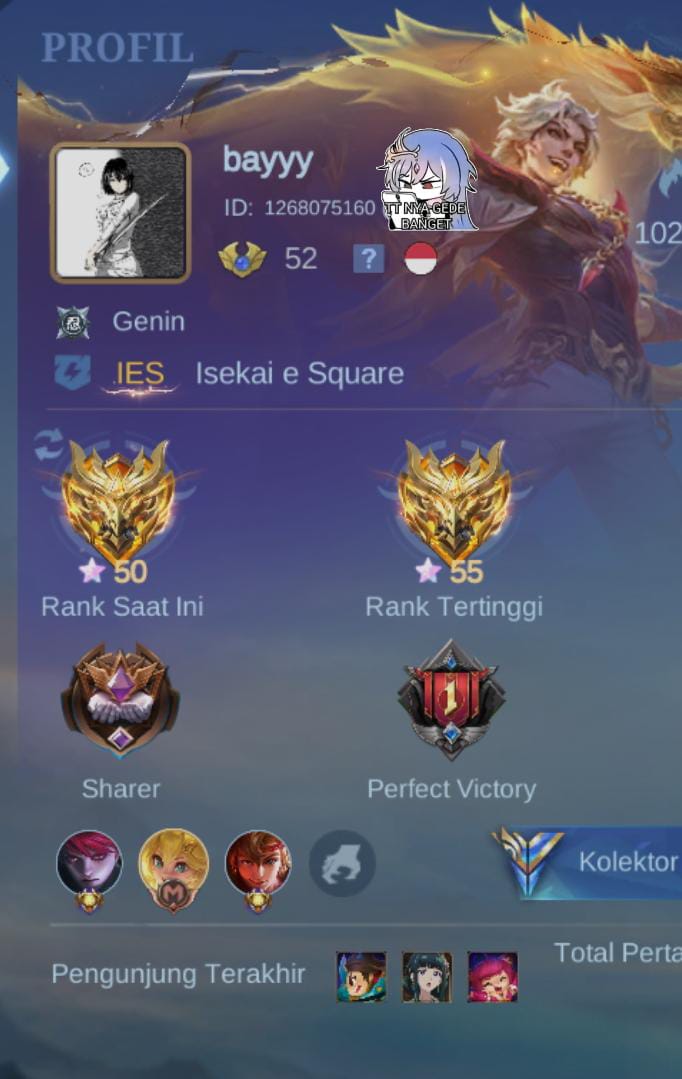 PROFIL
bayyy
ID: 1268075160
TT NYA GEDE
BANGET
102
52
?
Genin
IES Isekai e Square
50
55
Rank Saat Ini
Rank Tertinggi
1
Sharer
Perfect Victory
M
Kolektor
Pengunjung Terakhir
Total Perta